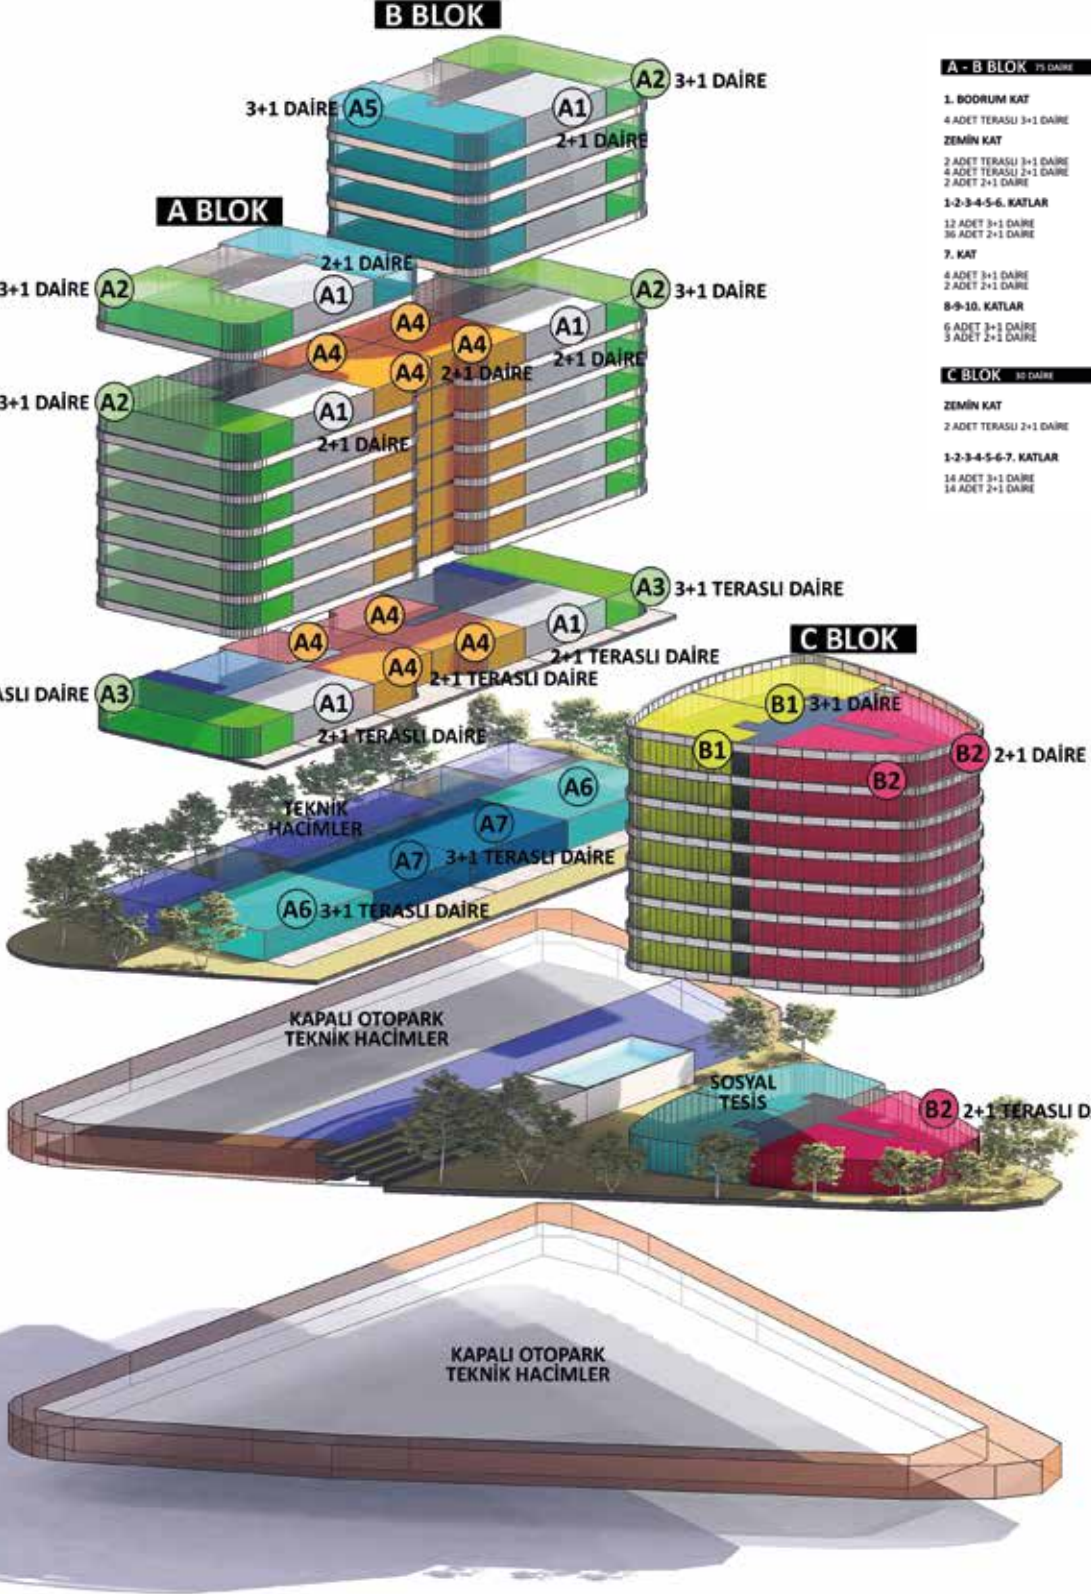 B BLOK
A2 3+1 DAİRE
3+1 DAİRE A5
A1
2+1 DAİRE
A BLOK
2+1 DAİRE
3+1 DAİRE A2
A1
A2 3+1 DAİRE
A4
A1
A4
A4
2+1 DAİRE
A4
2+1 DAİRE
3+1 DAİRE A2
A1
2+1 DAİRE
A3 3+1 TERASLI DAİRE
A4
A1
A4
A4
2+1 TERASLI DAİRE
A4
2+1 TERASLI DAİRE
ASLI DAİRE A3
A1
2+1 TERASLI DAİRE
C BLOK
B1 3+1 DAİRE
B1
B2 2+1 DAİRE
B2
A6
TEKNİK
HACİMLER
A7
A7
3+1 TERASLI DAİRE
A6 3+1 TERASLI DAİRE
KAPALI OTOPARK
TEKNİK HACİMLER
SOSYAL
TESİS
B2 2+1 TERASLI D
KAPALI OTOPARK
TEKNİK HACİMLER
A - B BLOK 75 DAİRE
1. BODRUM KAT
4 ADET TERASLI 3+1 DAİRE
ZEMİN KAT
2 ADET TERASLI 3+1 DAİRE
4 ADET TERASLI 2+1 DAİRE
2 ADET 2+1 DAİRE
1-2-3-4-5-6. KATLAR
12 ADET 3+1 DAİRE
36 ADET 2+1 DAİRE
7. KAT
4 ADET 3+1 DAİRE
2 ADET 2+1 DAİRE
8-9-10. KATLAR
6 ADET 3+1 DAİRE
3 ADET 2+1 DAİRE
C BLOK 30 DAİRE
ZEMİN KAT
2 ADET TERASLI 2+1 DAİRE
1-2-3-4-5-6-7. KATLAR
14 ADET 3+1 DAİRE
14 ADET 2+1 DAİRE